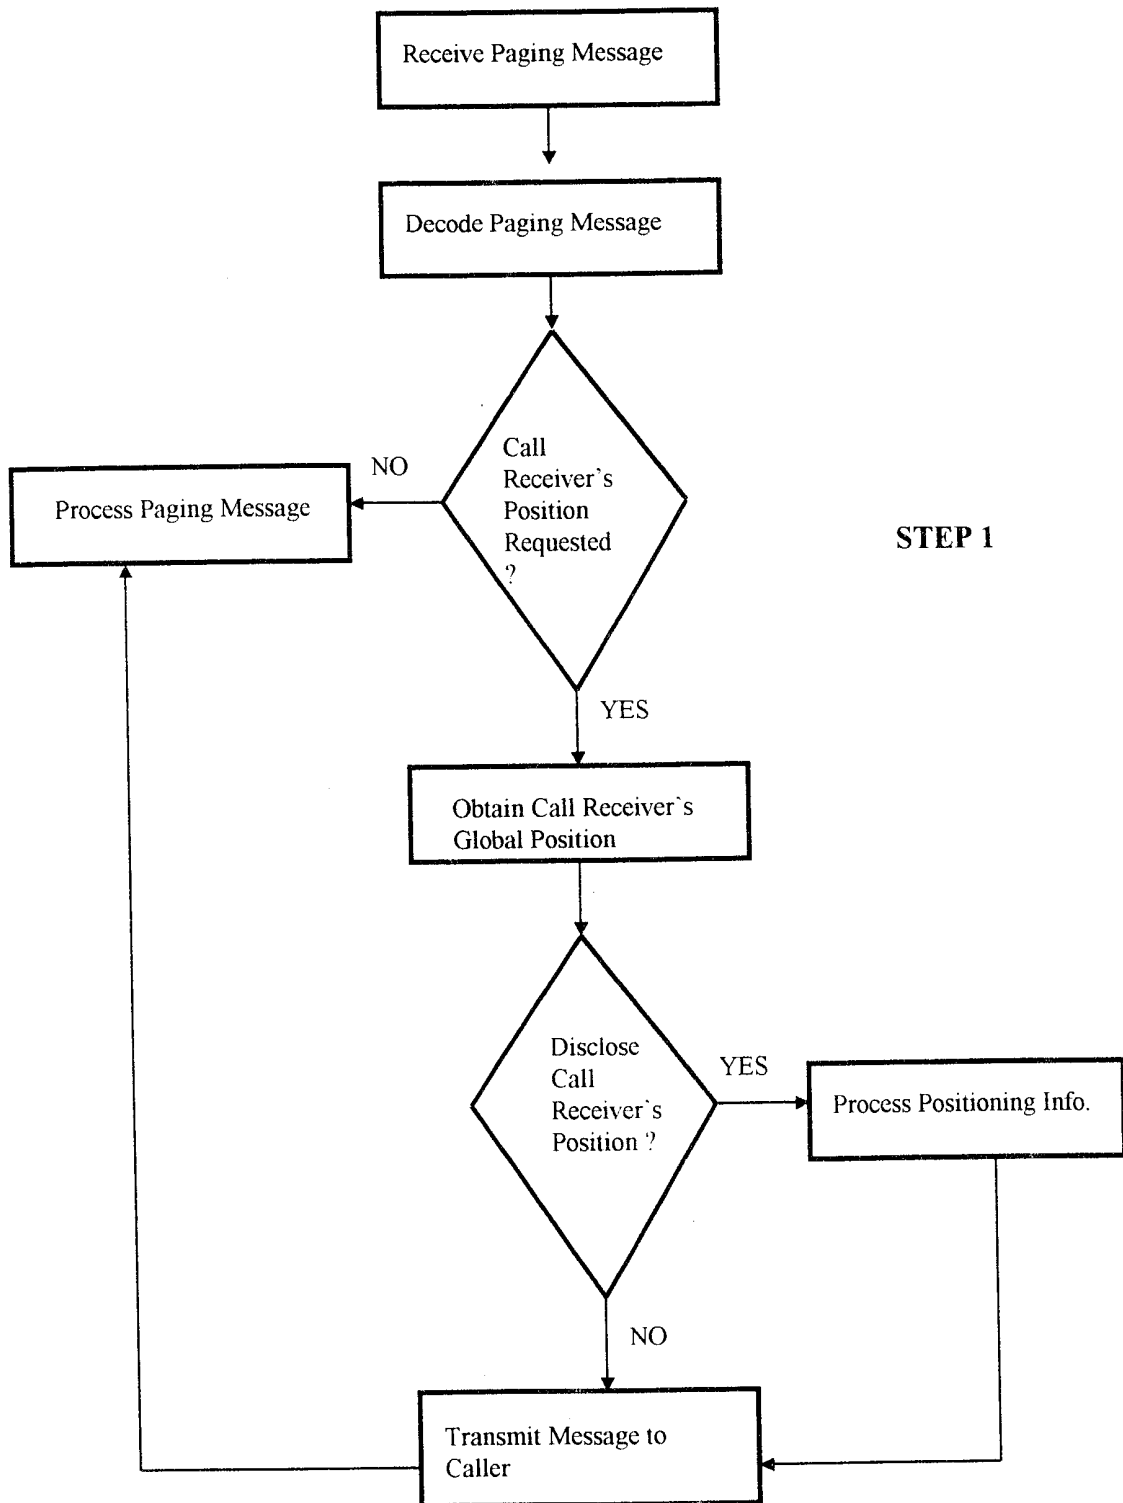 Receive Paging Message
Decode Paging Message
Call
Receiver's
Position
Requested
?
NO
Process Paging Message
STEP 1
YES
Obtain Call Receiver`s
Global Position
Disclose
Call
Receiver`s
Position ?
YES
Process Positioning Info.
NO
Transmit Message to
Caller